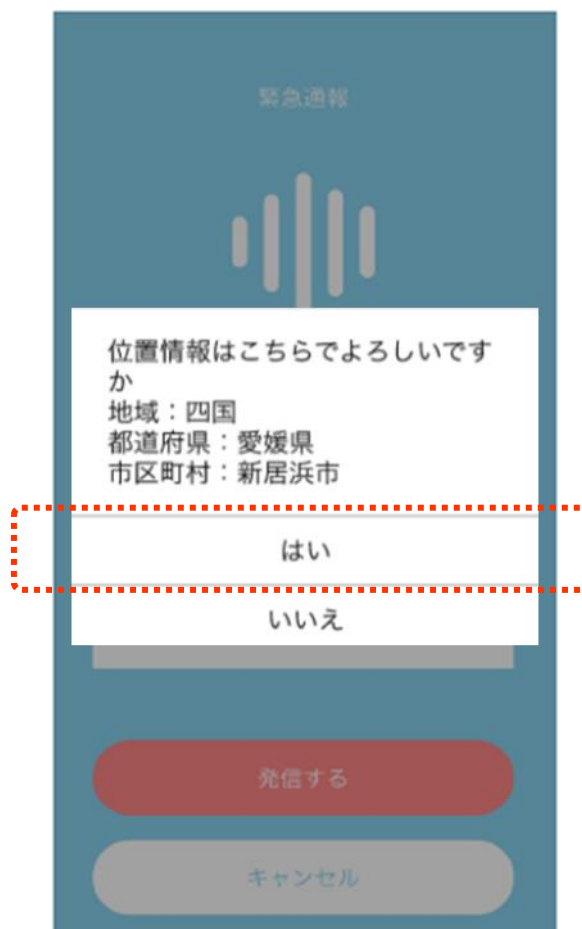 緊急通報
位置情報はこちらでよろしいです
か
地域：四国
都道府県：愛媛県
市区町村：新居浜市
はい
いいえ
発信する
キャンセル